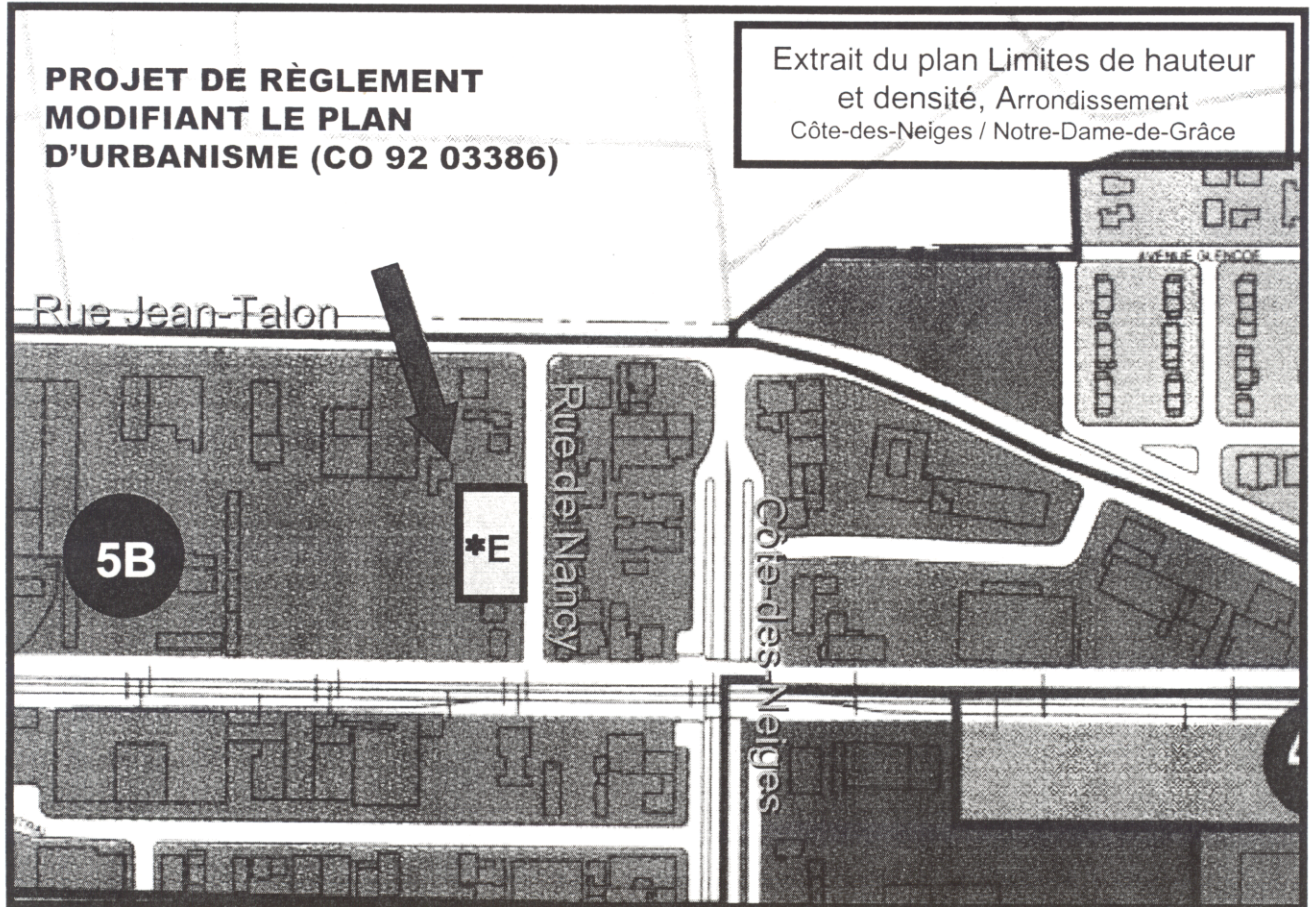 PROJET DE RÈGLEMENT
MODIFIANT LE PLAN
D'URBANISME (CO 92 03386)
Extrait du plan Limites de hauteur
et densité, Arrondissement
Côte-des-Neiges / Notre-Dame-de-Grâce
AVENUE GLENCOE
Rue Jean-Talon
Rue de Nancy
5B
*E
Côte-des-Neiges